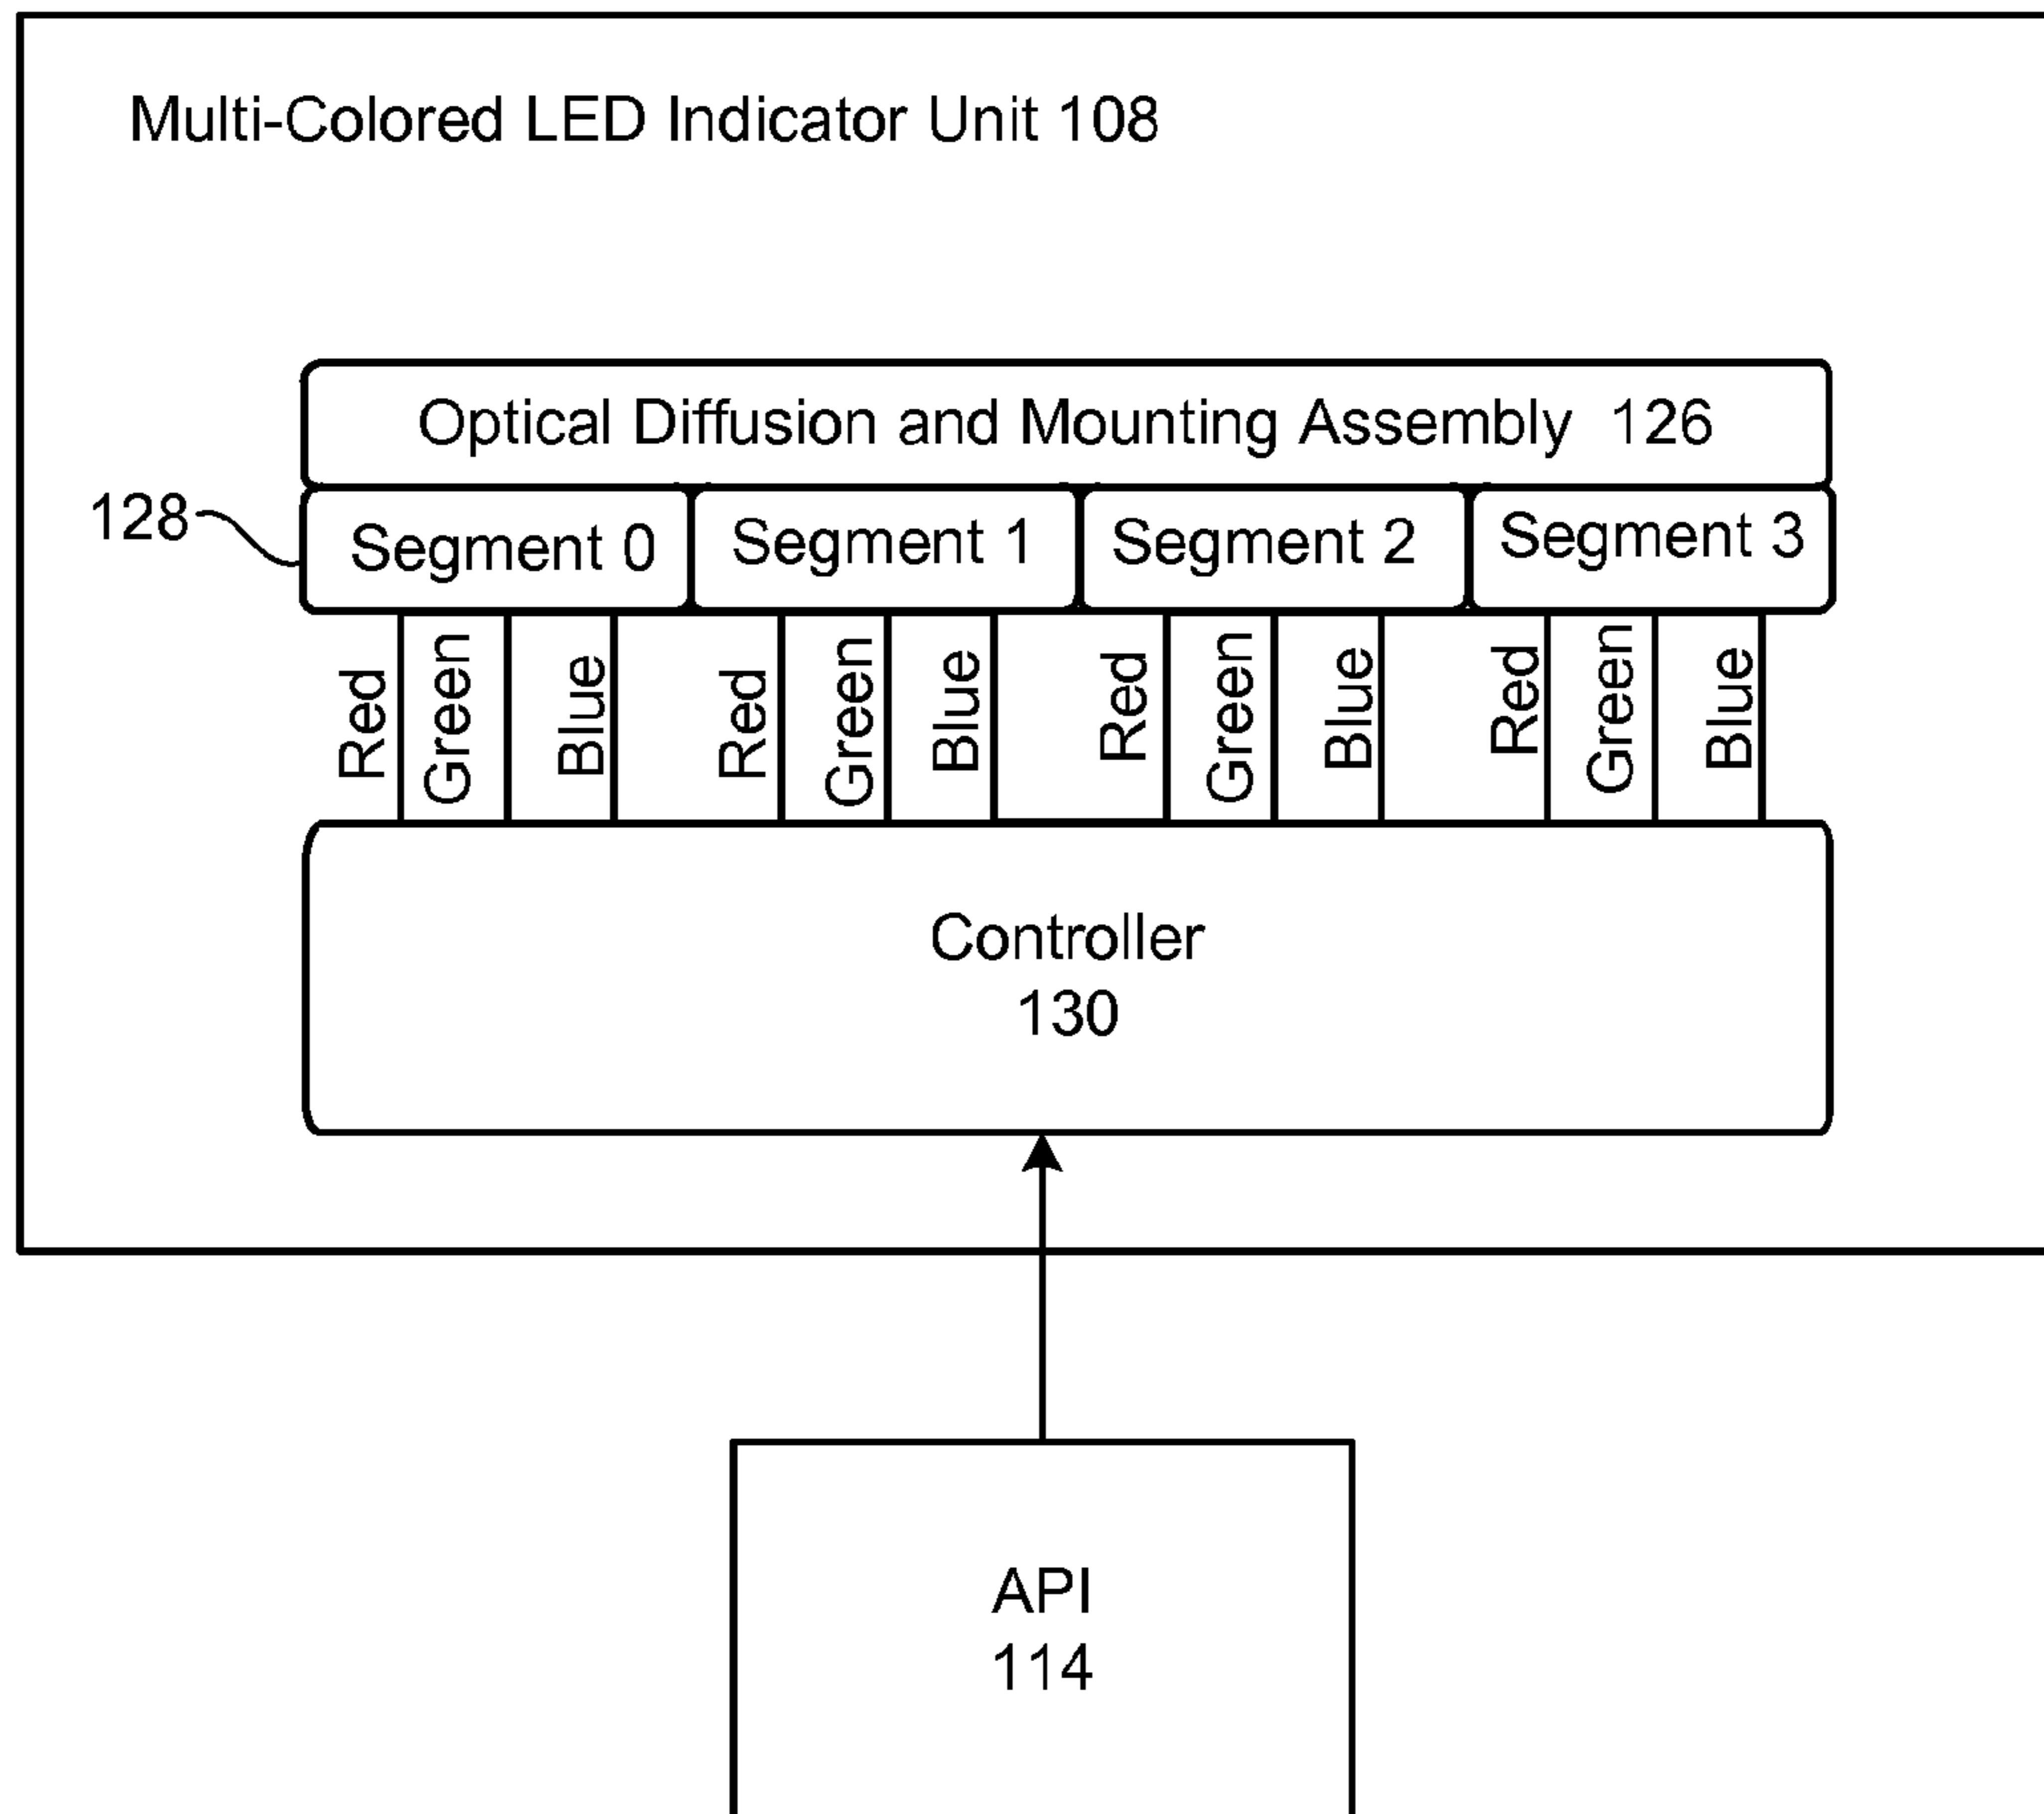 Multi-Colored LED Indicator Unit 108
Optical Diffusion and Mounting Assembly 126
128
Segment 0
Segment 1
Segment 2
Segment 3
Red
Green
Blue
Red
Green
Blue
Red
Green
Blue
Red
Green
Blue
Controller
130
API
114